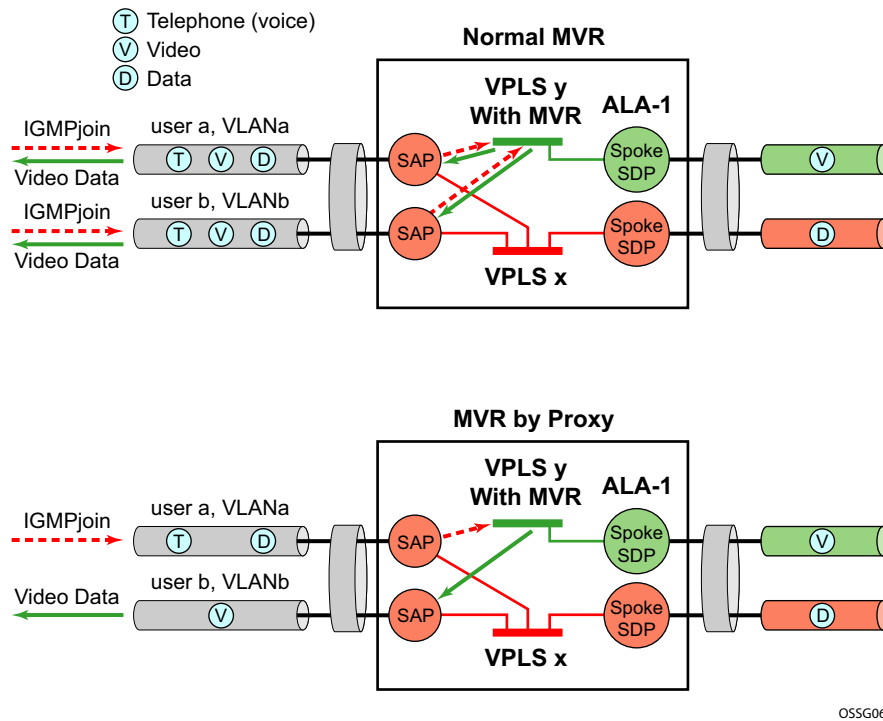 T Telephone (voice)
V Video
D Data
Normal MVR
VPLS y
With MVR
ALA-1
IGMPjoin
user a, VLANa
T V D
SAP
Spoke
SDP
V
Video Data
IGMPjoin
user b, VLANb
T V D
SAP
Spoke
SDP
D
Video Data
VPLS x
MVR by Proxy
VPLS y
With MVR
ALA-1
IGMPjoin
user a, VLANa
T D
SAP
Spoke
SDP
V
Video Data
user b, VLANb
V
SAP
Spoke
SDP
D
VPLS x
OSSG06